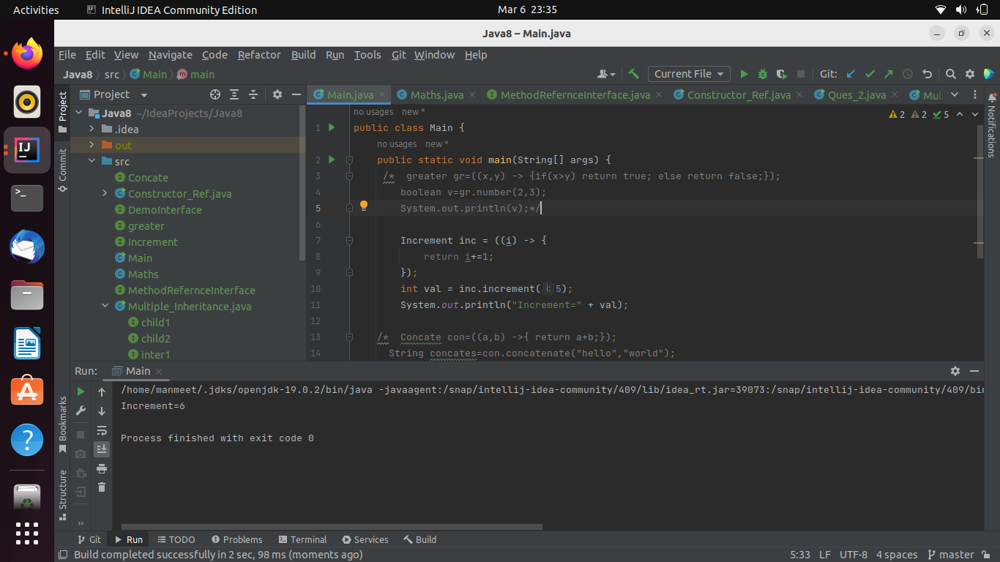 Activities
IntelliJ IDEA Community Edition
Mar 6 23:35
Java8 – Main.java
File Edit View Navigate Code Refactor Build Run Tools Git Window Help
Java8 src Main main
Current File
Git:
Project
Main.java
Maths.java
MethodRefernceInterface.java
Constructor_Ref.java
Ques_2.java
Mul
Project
Commit
Bookmarks
Structure
Notifications
Java8 ~/IdeaProjects/Java8
.idea
out
src
Concate
Constructor_Ref.java
DemoInterface
greater
Increment
Main
Maths
MethodRefernceInterface
Multiple_Inheritance.java
child1
child2
inter1
2 2 5
no usages new *
1 public class Main {
no usages new *
2 public static void main(String[] args) {
3 /* greater gr=((x,y) -> {if(x>y) return true; else return false;});
4 boolean v=gr.number(2,3);
5 System.out.println(v);*/
6
7 Increment inc = ((i) -> {
8 return i+=1;
9 });
10 int val = inc.increment( i: 5);
11 System.out.println("Increment=" + val);
12
13 /* Concate con=((a,b) ->{ return a+b;});
14 String concates=con.concatenate("hello","world");
Run: Main
/home/manmeet/.jdks/openjdk-19.0.2/bin/java -javaagent:/snap/intellij-idea-community/409/lib/idea_rt.jar=39073:/snap/intellij-idea-community/409/bin
Increment=6
Process finished with exit code 0
Git Run TODO Problems Terminal Services Build
Build completed successfully in 2 sec, 98 ms (moments ago)
5:33 LF UTF-8 4 spaces master